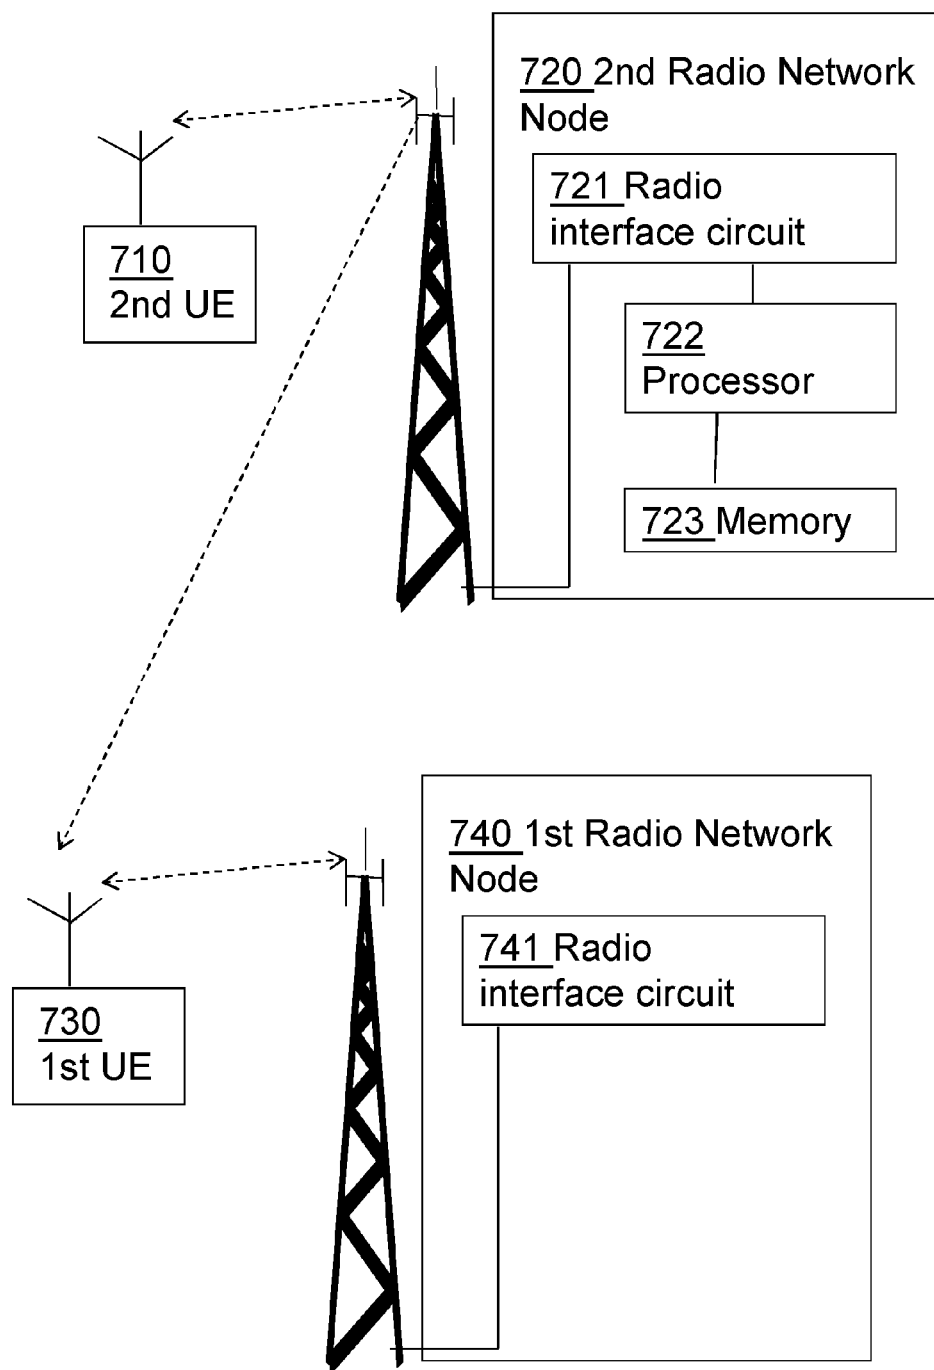 720 2nd Radio Network
Node
721 Radio
interface circuit
710
2nd UE
722
Processor
723 Memory
740 1st Radio Network
Node
741 Radio
interface circuit
730
1st UE